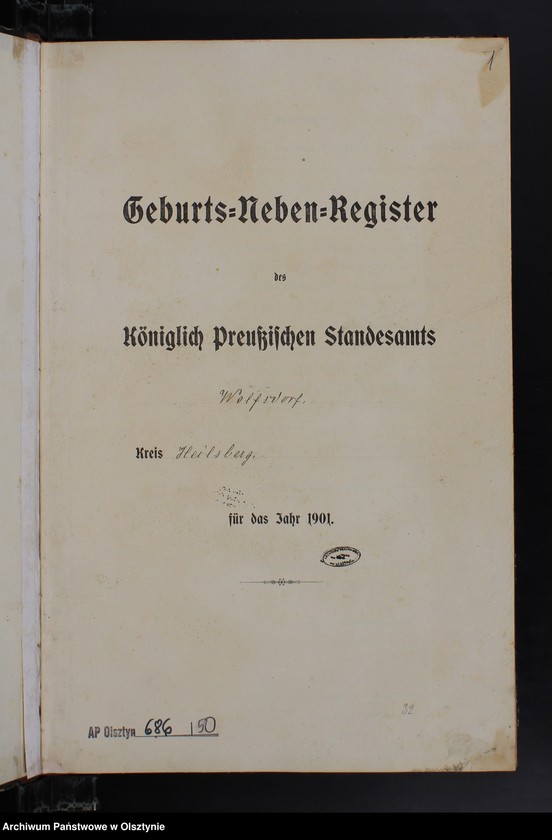 1
Geburts=Neben=Register
des
Königlich Preußischen Standesamts
Wolfsdorf.
Kreis Heilsberg.
für das Jahr 1901.
32
AP Olsztyn 686 150
Archiwum Państwowe w Olsztynie